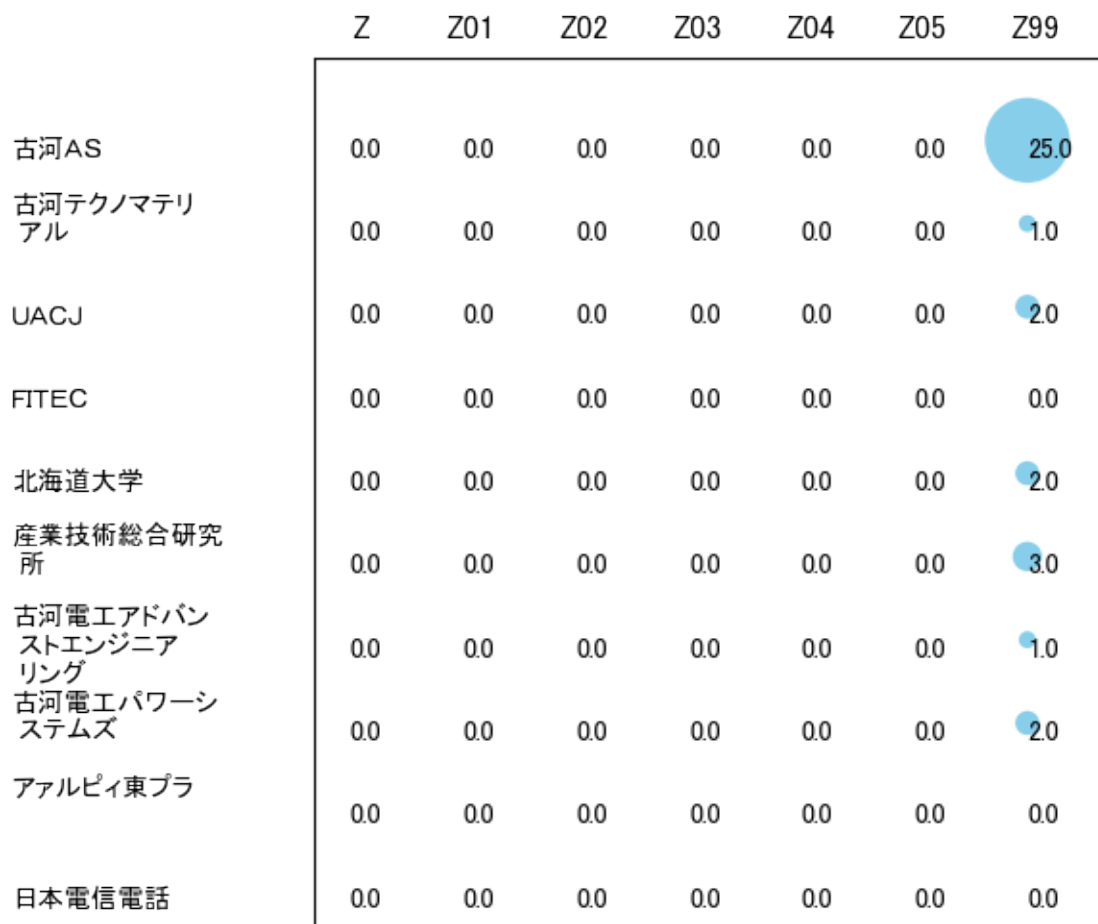 Z Z01 Z02 Z03 Z04 Z05 Z99
古河AS 0.0 0.0 0.0 0.0 0.0 0.0 25.0
古河テクノマテリ
アル 0.0 0.0 0.0 0.0 0.0 0.0 1.0
UACJ 0.0 0.0 0.0 0.0 0.0 0.0 2.0
FITEC 0.0 0.0 0.0 0.0 0.0 0.0 0.0
北海道大学 0.0 0.0 0.0 0.0 0.0 0.0 2.0
産業技術総合研究
所 0.0 0.0 0.0 0.0 0.0 0.0 3.0
古河電工アドバン
ストエンジニア 0.0 0.0 0.0 0.0 0.0 0.0 1.0
リング
古河電工パワーシ
ステムズ 0.0 0.0 0.0 0.0 0.0 0.0 2.0
アァルピィ東プラ
0.0 0.0 0.0 0.0 0.0 0.0 0.0
日本電信電話 0.0 0.0 0.0 0.0 0.0 0.0 0.0